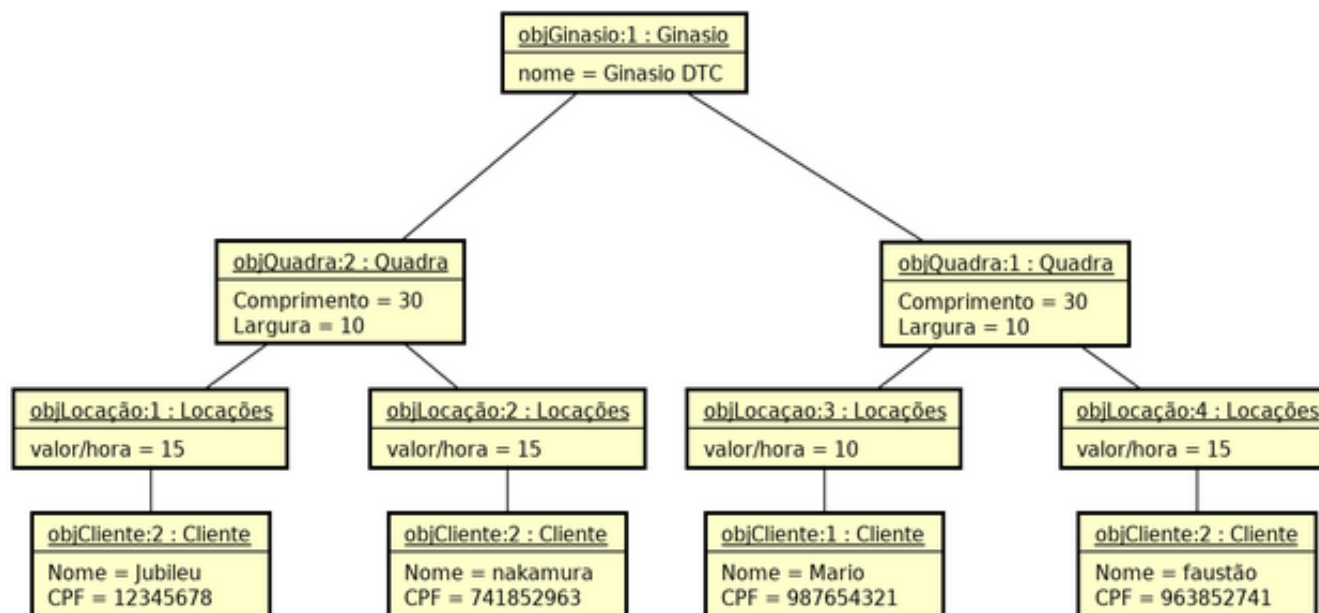 objGinasio:1 : Ginasio
nome = Ginasio DTC
objQuadra:2 : Quadra
Comprimento = 30
Largura = 10
objQuadra:1 : Quadra
Comprimento = 30
Largura = 10
objLocação:1 : Locações
valor/hora = 15
objLocação:2 : Locações
valor/hora = 15
objLocaçao:3 : Locações
valor/hora = 10
objLocação:4 : Locações
valor/hora = 15
objCliente:2 : Cliente
Nome = Jubileu
CPF = 12345678
objCliente:2 : Cliente
Nome = nakamura
CPF = 741852963
objCliente:1 : Cliente
Nome = Mario
CPF = 987654321
objCliente:2 : Cliente
Nome = faustão
CPF = 963852741